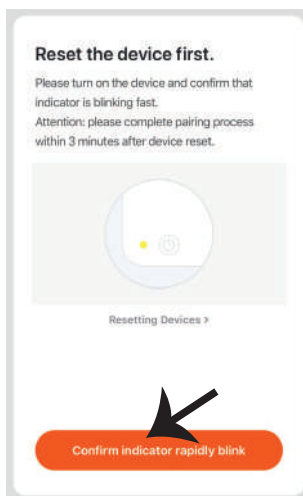 Reset the device first.
Please turn on the device and confirm that
indicator is blinking fast.
Attention: please complete pairing process
within 3 minutes after device reset.
Resetting Devices >
Confirm indicator rapidly blink